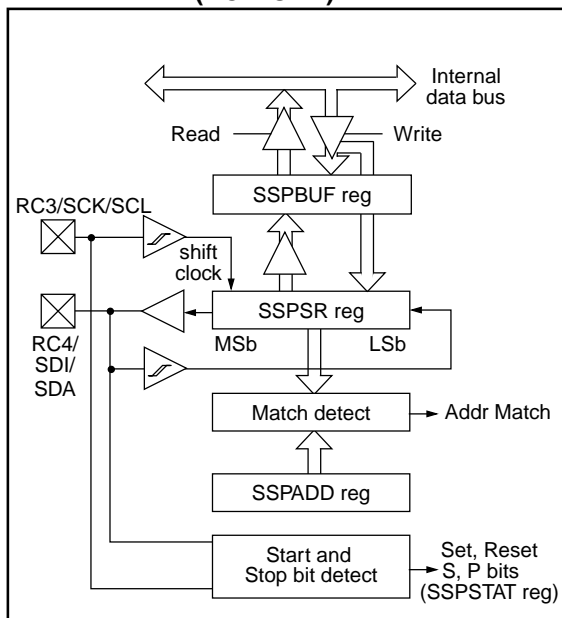 Internal
data bus
Read
Write
SSPBUF reg
RC3/SCK/SCL
shift
clock
SSPSR reg
MSb
LSb
RC4/
SDI/
SDA
Match detect
Addr Match
SSPADD reg
Start and
Stop bit detect
Set, Reset
S, P bits
(SSPSTAT reg)